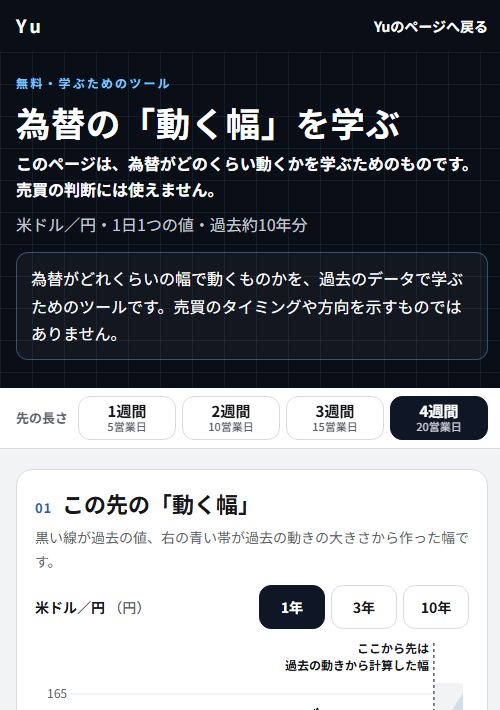 Yu
Yuのページへ戻る
無料・学ぶためのツール
為替の「動く幅」を学ぶ
このページは、為替がどのくらい動くかを学ぶためのものです。
売買の判断には使えません。
米ドル／円・1日1つの値・過去約10年分
為替がどれくらいの幅で動くものかを、過去のデータで学ぶ
ためのツールです。売買のタイミングや方向を示すものでは
ありません。
先の長さ
1週間
5営業日
2週間
10営業日
3週間
15営業日
4週間
20営業日
01 この先の「動く幅」
黒い線が過去の値、右の青い帯が過去の動きの大きさから作った幅で
す。
米ドル／円（円）
1年
3年
10年
ここから先は
過去の動きから計算した幅
165